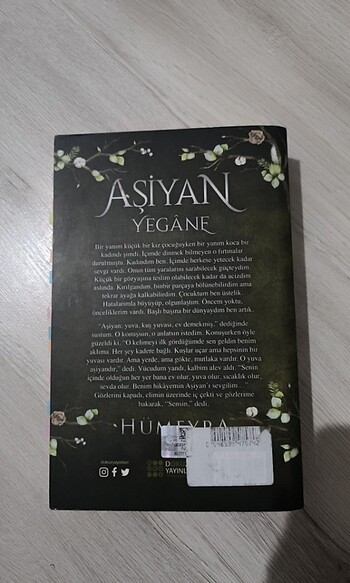 AŞİYAN
YEGÂNE
Bir yanım küçük bir kız çocuğuyken bir yanım koca bir
kadındı şimdi. İçimde dinmek bilmeyen o fırtınalar
durulmuştu. Kadındım ben. İçimde herkese yetecek kadar
sevgi vardı. Onun tüm yaralarını sarabilecek güçteydim.
Küçük bir gözyaşına teslim olabilecek kadar da acizdim
aslında. Kırılgandım, binbir parçaya bölünebilirdim ama
tekrar ayağa kalkabilirdim. Çocuktum ben üstelik.
Hatalarımla büyüyüp, olgunlaştım. Öncem yoktu,
önceliklerim vardı. Başlı başına bir dünyaydım ben artık.
"Aşiyan; yuva, kuş yuvası, ev demekmiş," dediğinde
sustum. O konuşsun, o anlatsın istedim. Konuşurken öyle
güzeldi ki. "O kelimeyi ilk gördüğümde sen geldin benim
aklıma. Her şey kadere bağlı. Kuşlar uçar ama hepsinin bir
yuvası vardır. Ama yerde, ama gökte, mutlaka vardır. O yuva
aşiyandır," dedi. Vücudum yandı, kalbim alev aldı. "Senin
içinde olduğun her yer bana ev olur, yuva olur, sıcaklık olur,
sevda olur. Benim hikâyemin Aşiyan'ı sevgilim…"
Gözlerini kapadı, elimin üzerinde iç çekti ve gözlerime
bakarak, "Sensin," dedi.
HÜMEYRA
YAYINL